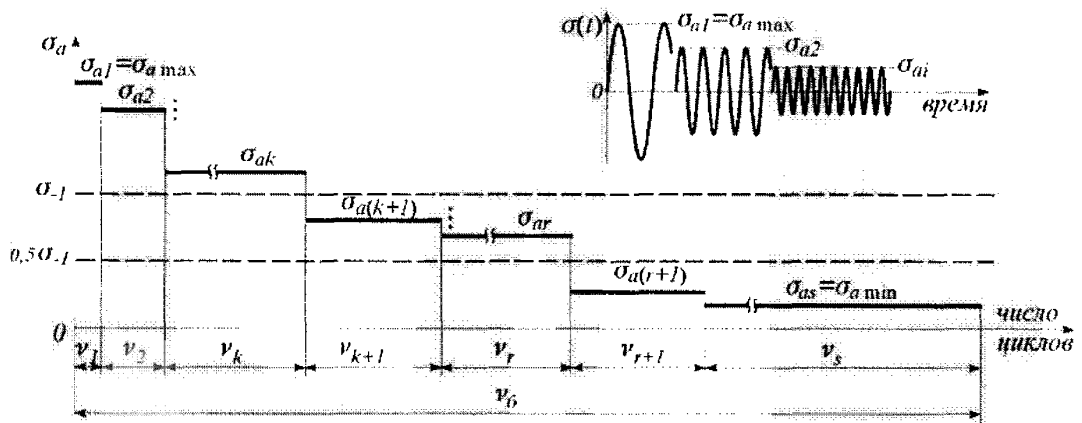 σₐ
σₐ₁=σₐ max
σₐ₂
⋮
σₐₖ
σ₋₁
σₐ₍ₖ₊₁₎
⋮
σₐᵣ
0,5σ₋₁
σₐ₍ᵣ₊₁₎
σₐₛ=σₐ min
0
число
циклов
ν₁
ν₂
νₖ
νₖ₊₁
νᵣ
νᵣ₊₁
νₛ
ν₆
σ(t)
σₐ₁=σₐ max
σₐ₂
σₐᵢ
0
время